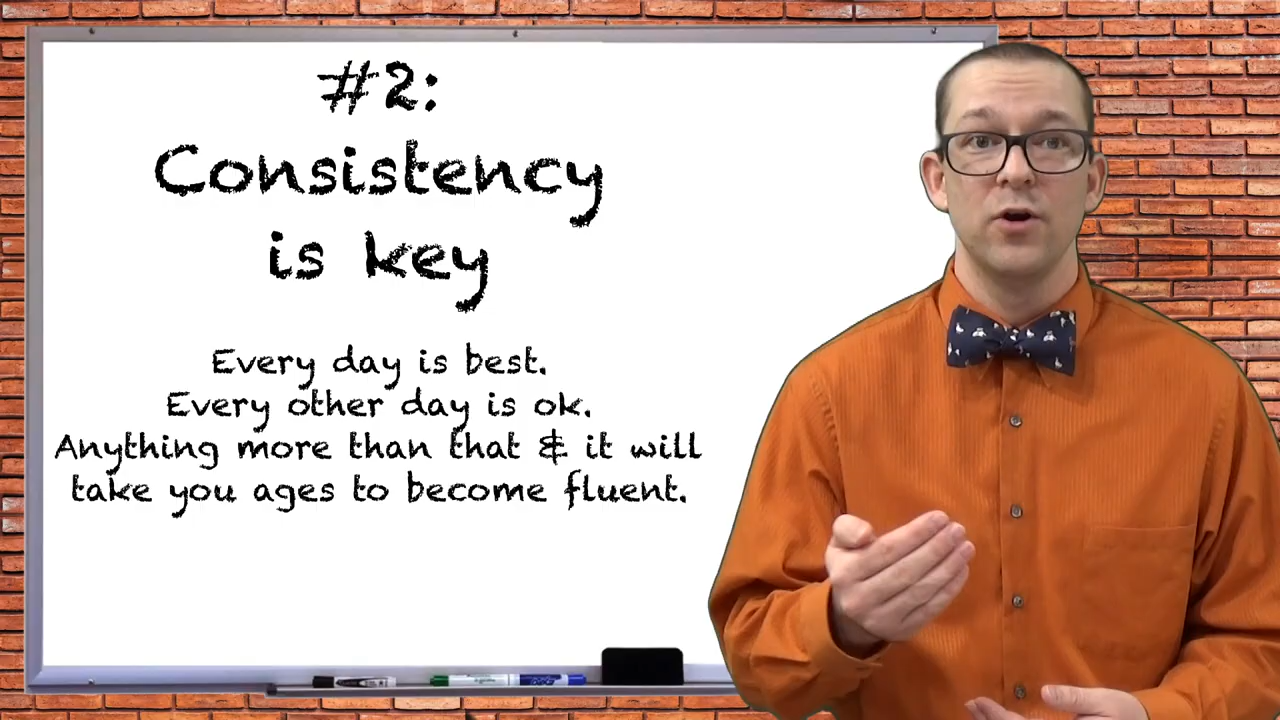 #2:
Consistency
is key
Every day is best.
Every other day is ok.
Anything more than that & it will
take you ages to become fluent.